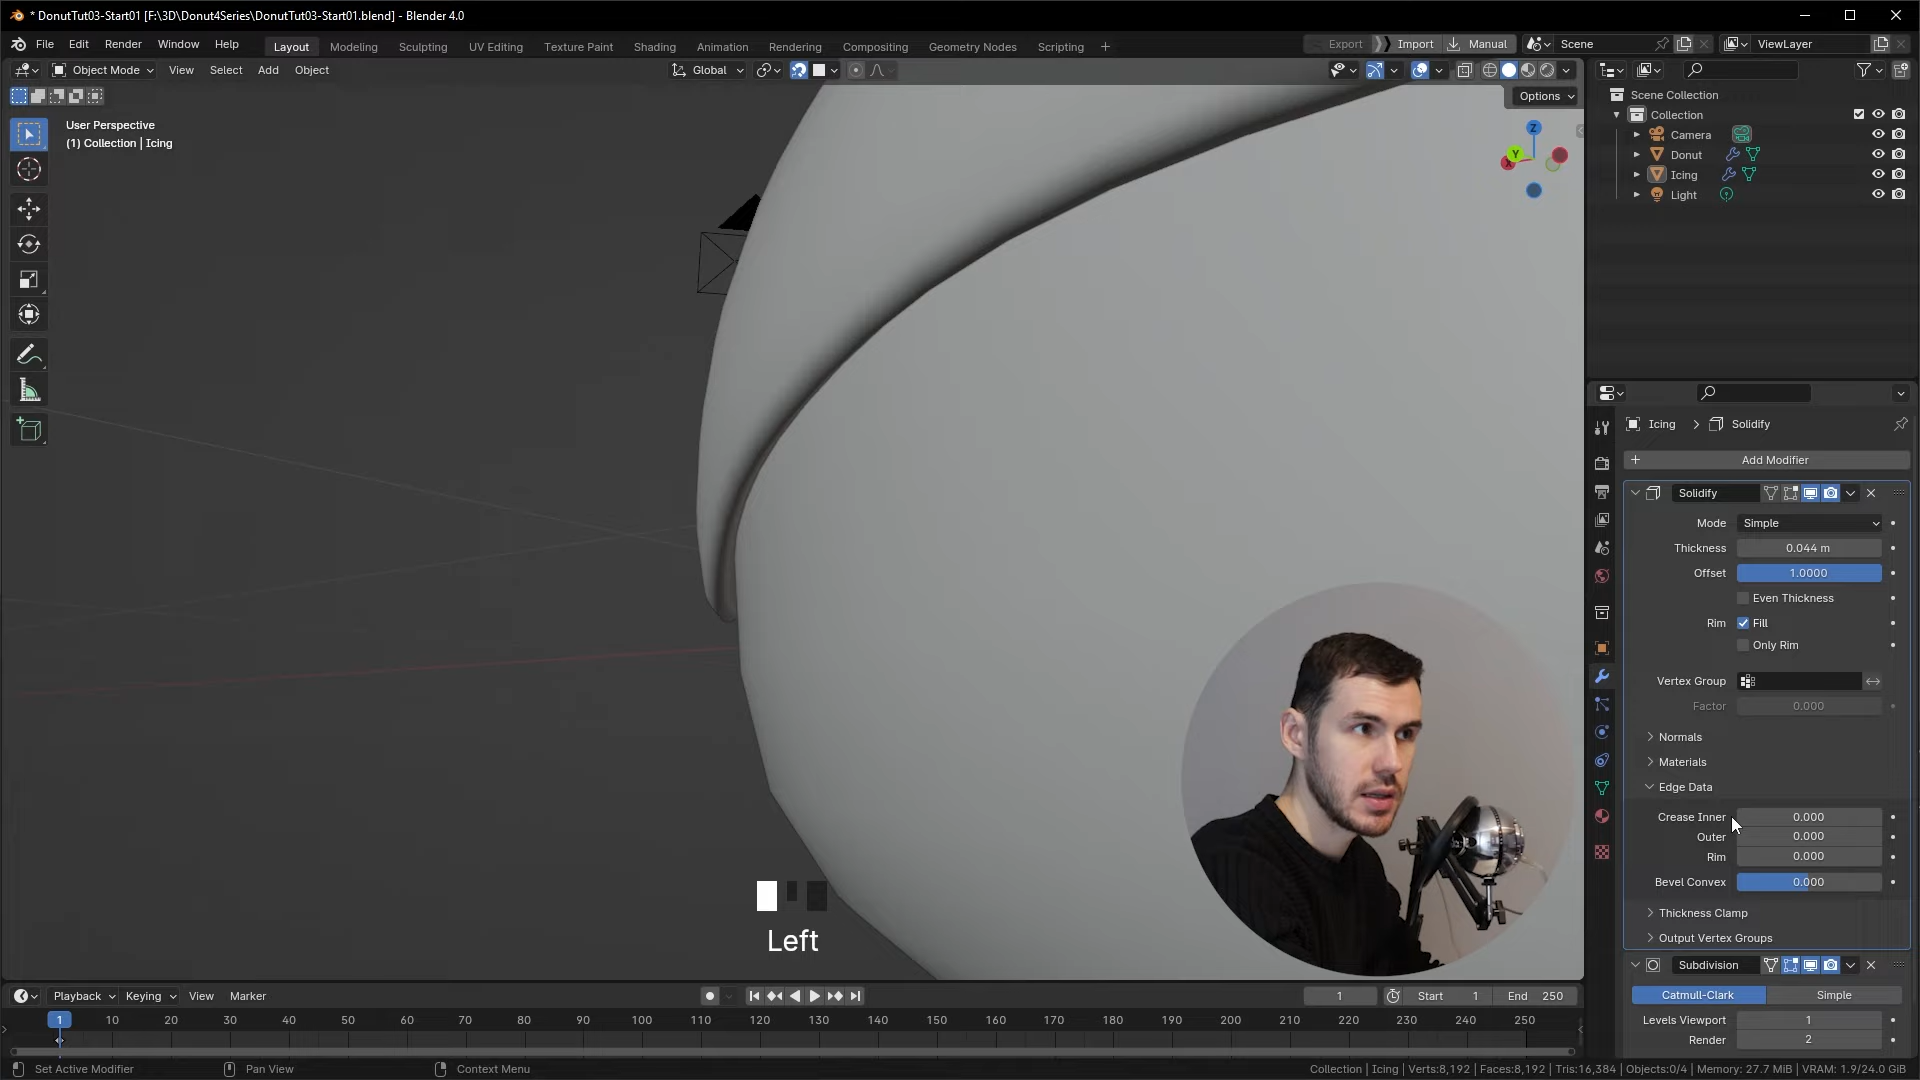 * DonutTut03-Start01 [F:\3D\Donut4Series\DonutTut03-Start01.blend] - Blender 4.0
File Edit Render Window Help Layout Modeling Sculpting UV Editing Texture Paint Shading Animation Rendering Compositing Geometry Nodes Scripting + Export Import Manual Scene ViewLayer
Object Mode View Select Add Object Global
Options
User Perspective
(1) Collection | Icing
Z
Y
X
Scene Collection
Collection
Camera
Donut
Icing
Light
Icing > Solidify
+ Add Modifier
Solidify
Mode Simple
Thickness 0.044 m
Offset 1.0000
Even Thickness
Rim Fill
Only Rim
Vertex Group
Factor 0.000
Normals
Materials
Edge Data
Crease Inner 0.000
Outer 0.000
Rim 0.000
Bevel Convex 0.000
Thickness Clamp
Output Vertex Groups
Subdivision
Catmull-Clark Simple
Levels Viewport 1
Render 2
Left
Playback Keying View Marker 1 Start 1 End 250
1 10 20 30 40 50 60 70 80 90 100 110 120 130 140 150 160 170 180 190 200 210 220 230 240 250
Set Active Modifier Pan View Context Menu Collection | Icing | Verts:8,192 | Faces:8,192 | Tris:16,384 | Objects:0/4 | Memory: 27.7 MiB | VRAM: 1.9/24.0 GiB